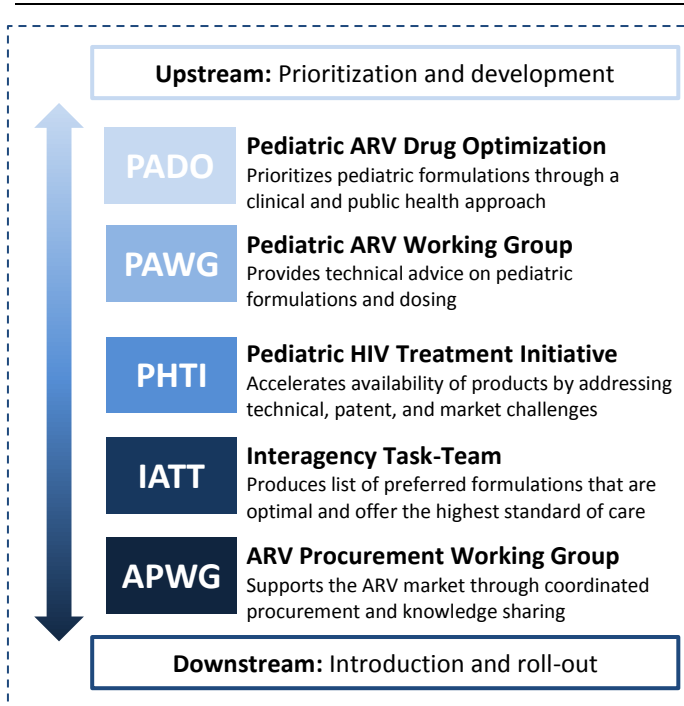 Upstream: Prioritization and development
PADO
Pediatric ARV Drug Optimization
Prioritizes pediatric formulations through a
clinical and public health approach
PAWG
Pediatric ARV Working Group
Provides technical advice on pediatric
formulations and dosing
PHTI
Pediatric HIV Treatment Initiative
Accelerates availability of products by addressing
technical, patent, and market challenges
IATT
Interagency Task-Team
Produces list of preferred formulations that are
optimal and offer the highest standard of care
APWG
ARV Procurement Working Group
Supports the ARV market through coordinated
procurement and knowledge sharing
Downstream: Introduction and roll-out